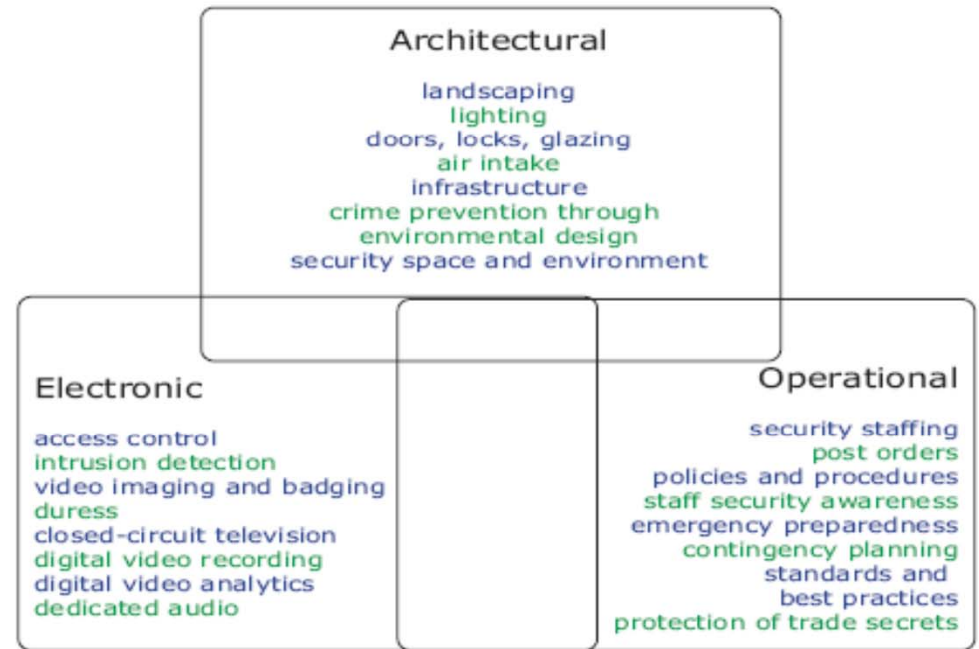 Architectural
landscaping
lighting
doors, locks, glazing
air intake
infrastructure
crime prevention through
environmental design
security space and environment
Electronic
access control
intrusion detection
video imaging and badging
duress
closed-circuit television
digital video recording
digital video analytics
dedicated audio
Operational
security staffing
post orders
policies and procedures
staff security awareness
emergency preparedness
contingency planning
standards and
best practices
protection of trade secrets